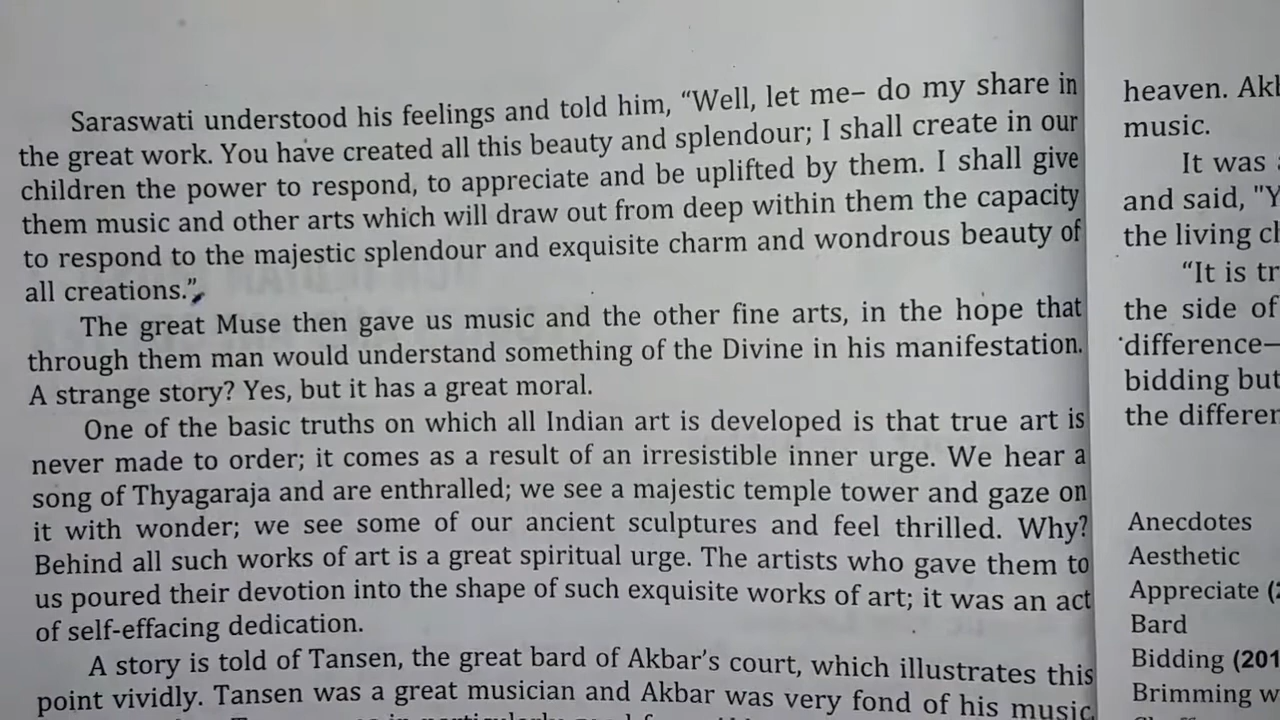 Saraswati understood his feelings and told him, “Well, let me– do my share in
the great work. You have created all this beauty and splendour; I shall create in our
children the power to respond, to appreciate and be uplifted by them. I shall give
them music and other arts which will draw out from deep within them the capacity
to respond to the majestic splendour and exquisite charm and wondrous beauty of
all creations.”
The great Muse then gave us music and the other fine arts, in the hope that
through them man would understand something of the Divine in his manifestation.
A strange story? Yes, but it has a great moral.
One of the basic truths on which all Indian art is developed is that true art is
never made to order; it comes as a result of an irresistible inner urge. We hear a
song of Thyagaraja and are enthralled; we see a majestic temple tower and gaze on
it with wonder; we see some of our ancient sculptures and feel thrilled. Why?
Behind all such works of art is a great spiritual urge. The artists who gave them to
us poured their devotion into the shape of such exquisite works of art; it was an act
of self-effacing dedication.
A story is told of Tansen, the great bard of Akbar’s court, which illustrates this
point vividly. Tansen was a great musician and Akbar was very fond of his music
heaven.
music.
It was
and said, "Y
the living
“It is
the side of
difference—
bidding but
the
Anecdotes
Aesthetic
Appreciate
Bard
Bidding (201
Brimming